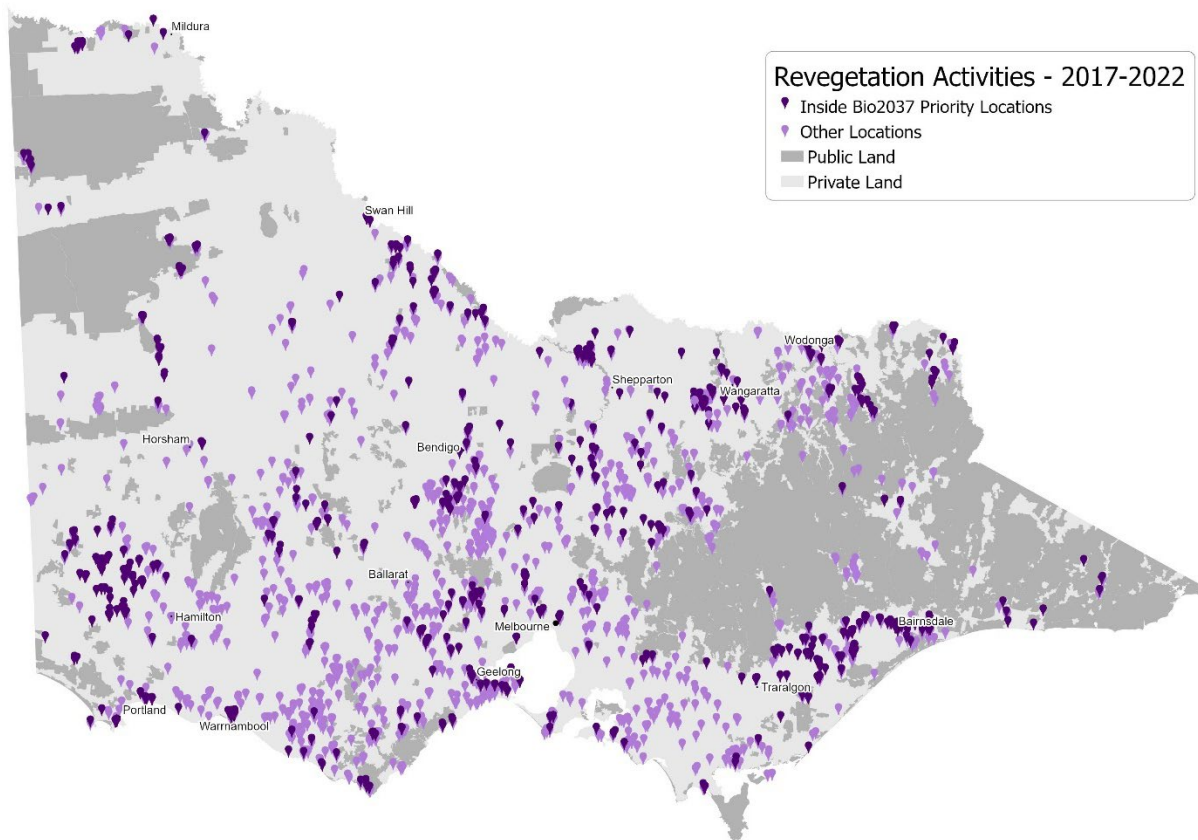 Mildura
Revegetation Activities - 2017-2022
Inside Bio2037 Priority Locations
Other Locations
Public Land
Private Land
Swan Hill
Wodonga
Shepparton
Wangaratta
Horsham
Bendigo
Ballarat
Hamilton
Melbourne
Bairnsdale
Geelong
Traralgon
Portland
Warrnambool